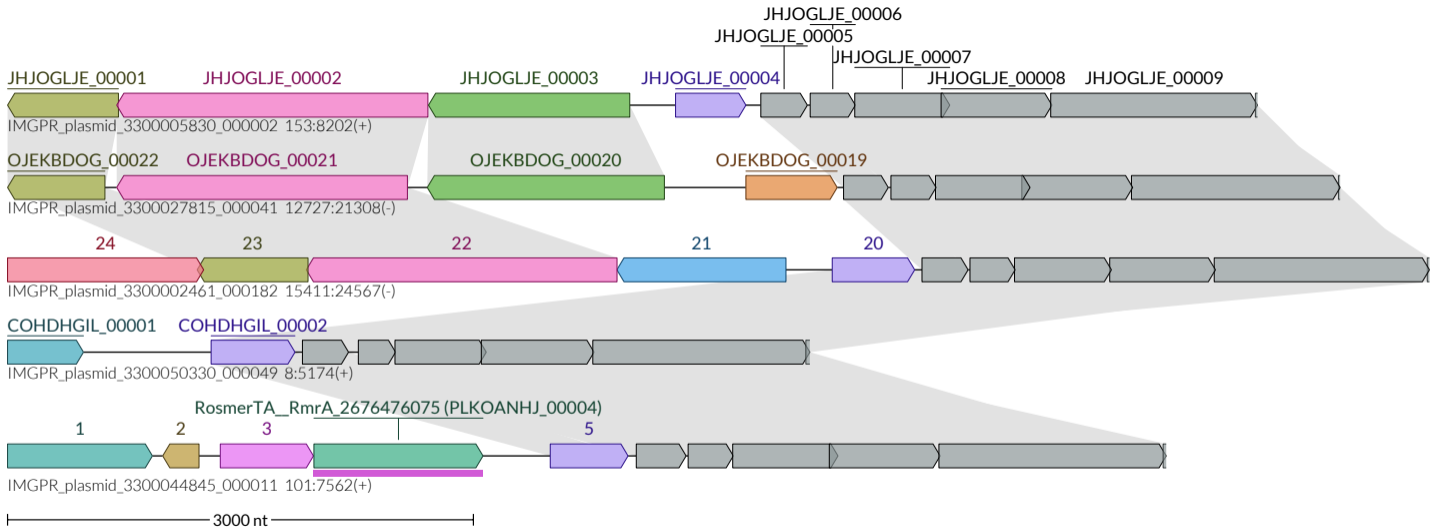 JHJOGLJE_00006
JHJOGLJE_00005
JHJOGLJE_00007
JHJOGLJE_00001 JHJOGLJE_00002 JHJOGLJE_00003 JHJOGLJE_00004 JHJOGLJE_00008 JHJOGLJE_00009
IMGPR_plasmid_3300005830_000002 153:8202(+)
OJEKBDOG_00022 OJEKBDOG_00021 OJEKBDOG_00020 OJEKBDOG_00019
IMGPR_plasmid_3300027815_000041 12727:21308(-)
24 23 22 21 20
IMGPR_plasmid_3300002461_000182 15411:24567(-)
COHDHGIL_00001 COHDHGIL_00002
IMGPR_plasmid_3300050330_000049 8:5174(+)
RosmerTA__RmrA_2676476075 (PLKOANHJ_00004)
1 2 3 5
IMGPR_plasmid_3300044845_000011 101:7562(+)
3000 nt